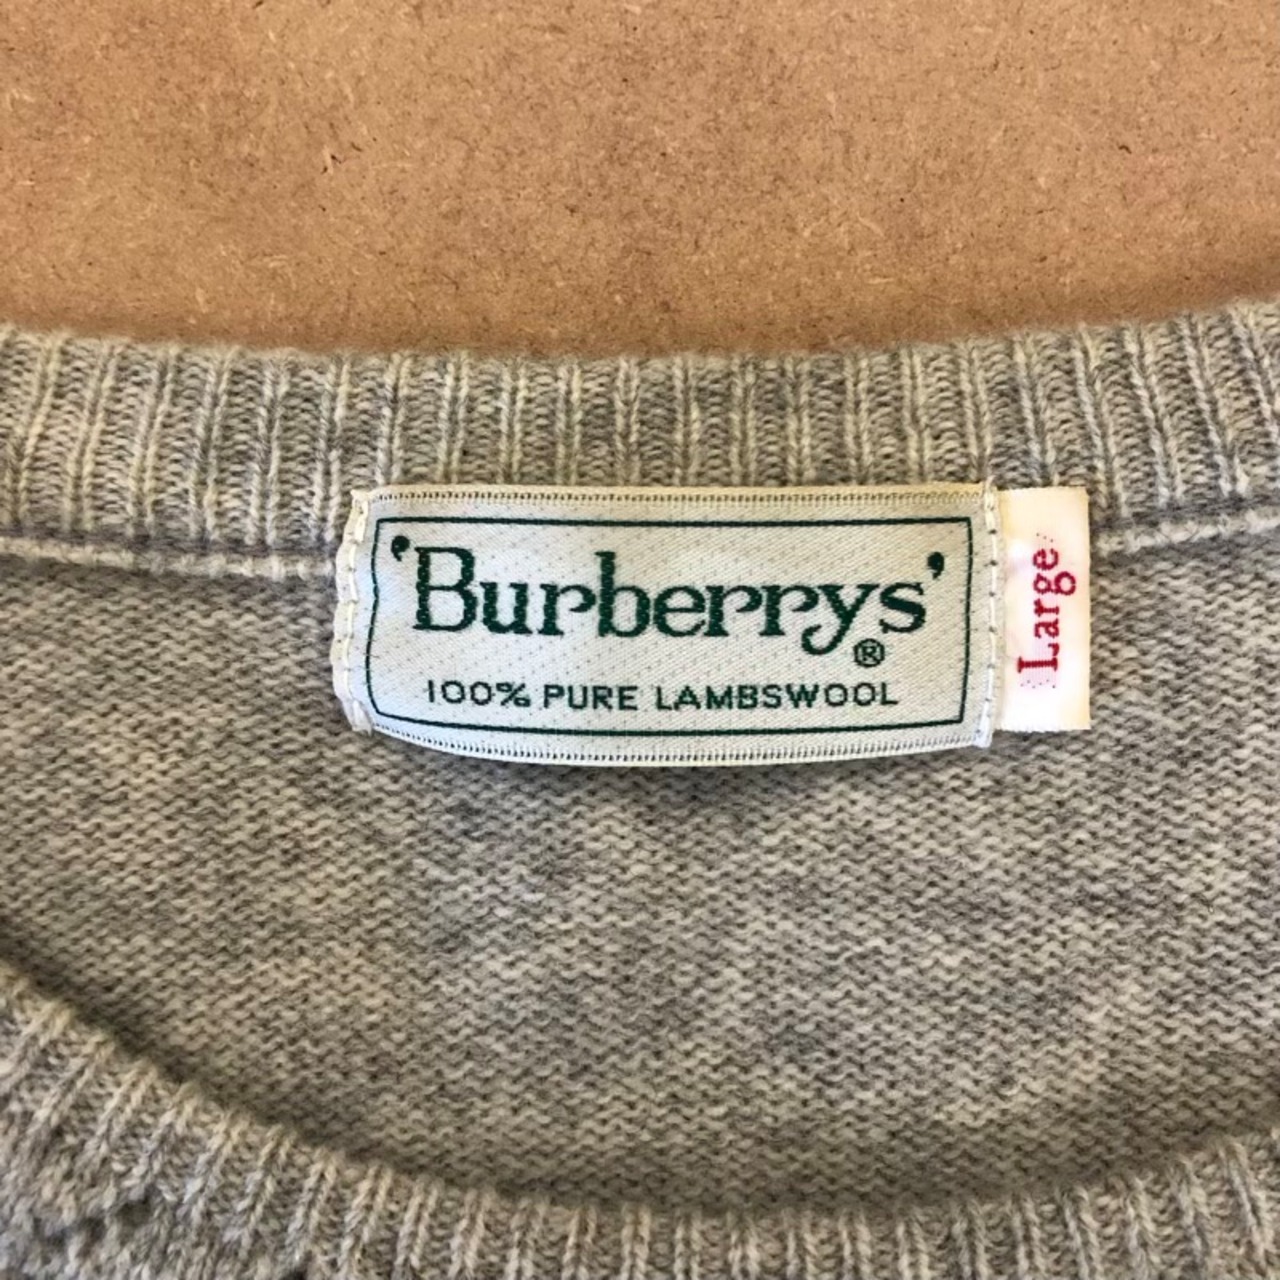 'Burberrys'
®
100% PURE LAMBSWOOL
Large